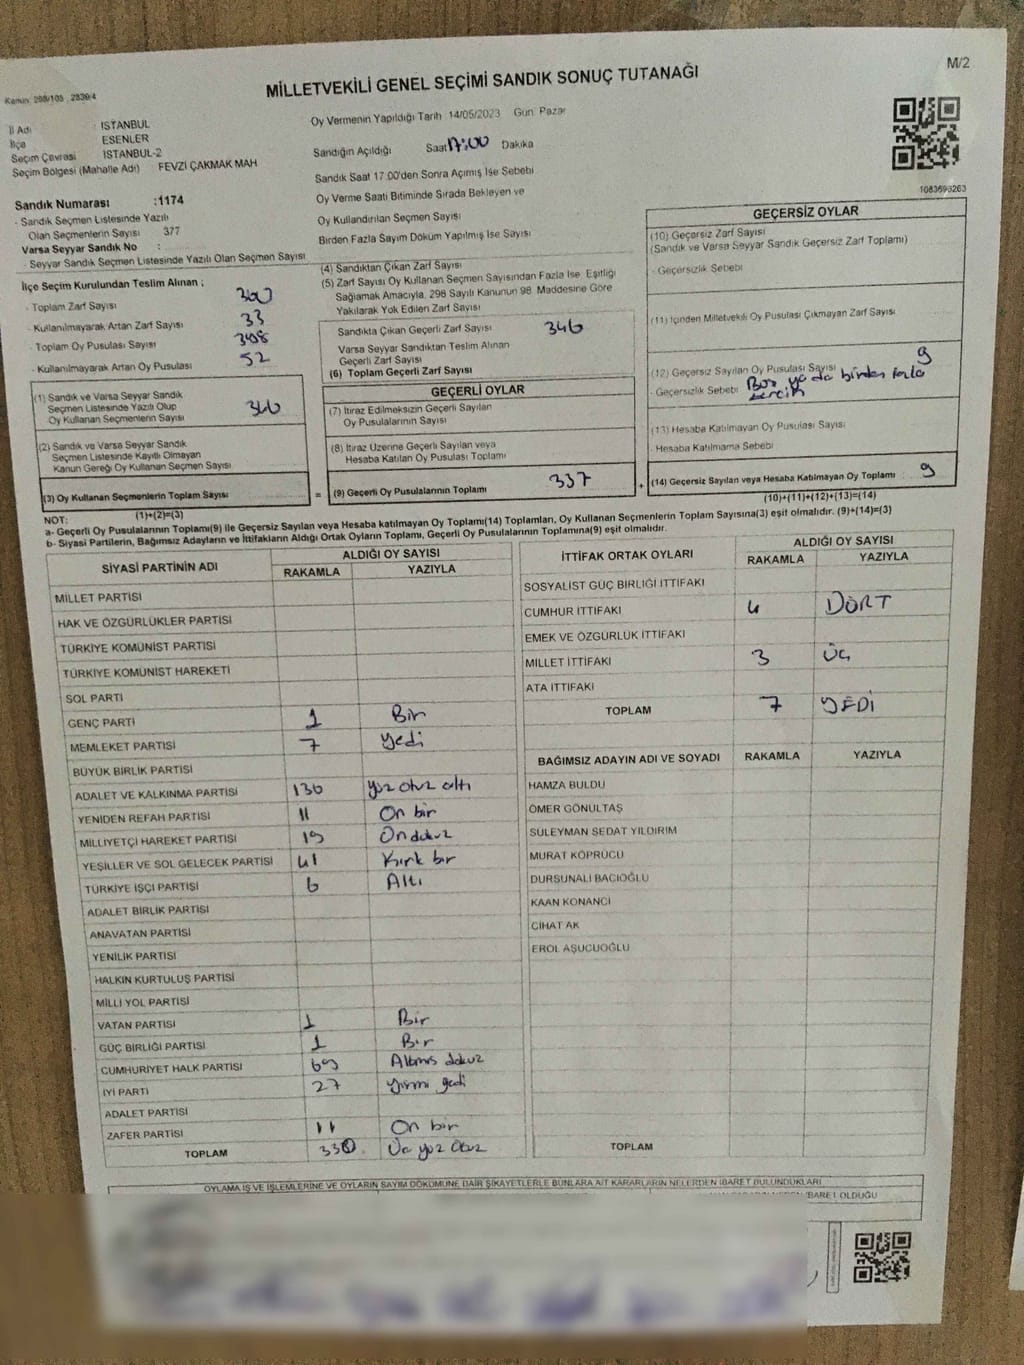 M/2
MİLLETVEKİLİ GENEL SEÇİMİ SANDIK SONUÇ TUTANAĞI
Kanun: 298/105 , 2839/4
İl Adı : İSTANBUL
İlçe : ESENLER
Seçim Çevresi : İSTANBUL-2
Seçim Bölgesi (Mahalle Adı) : FEVZİ ÇAKMAK MAH
Oy Vermenin Yapıldığı Tarih 14/05/2023 Gün: Pazar
Sandığın Açıldığı Saat 17:00 Dakika
Sandık Saat 17:00'den Sonra Açımış İse Sebebi
Oy Verme Saati Bitiminde Sırada Bekleyen ve
Oy Kullandırılan Seçmen Sayısı
Birden Fazla Sayım Döküm Yapılmış İse Sayısı
1083696263
Sandık Numarası :1174
- Sandık Seçmen Listesinde Yazılı
Olan Seçmenlerin Sayısı 377
Varsa Seyyar Sandık No :
- Seyyar Sandık Seçmen Listesinde Yazılı Olan Seçmen Sayısı
İlçe Seçim Kurulundan Teslim Alınan ;
- Toplam Zarf Sayısı 380
- Kullanılmayarak Artan Zarf Sayısı 33
- Toplam Oy Pusulası Sayısı 398
- Kullanılmayarak Artan Oy Pusulası 52
(1) Sandık ve Varsa Seyyar Sandık
Seçmen Listesinde Yazılı Olup
Oy Kullanan Seçmenlerin Sayısı 346
(2) Sandık ve Varsa Seyyar Sandık
Seçmen Listesinde Kayıtlı Olmayan
Kanun Gereği Oy Kullanan Seçmen Sayısı
(3) Oy Kullanan Seçmenlerin Toplam Sayısı
(1)+(2)=(3)
(4) Sandıktan Çıkan Zarf Sayısı
(5) Zarf Sayısı Oy Kullanan Seçmen Sayısından Fazla İse, Eşitliği
Sağlamak Amacıyla, 298 Sayılı Kanunun 98. Maddesine Göre
Yakılarak Yok Edilen Zarf Sayısı
Sandıkta Çıkan Geçerli Zarf Sayısı 346
Varsa Seyyar Sandıktan Teslim Alınan
Geçerli Zarf Sayısı
(6) Toplam Geçerli Zarf Sayısı
GEÇERLİ OYLAR
(7) İtiraz Edilmeksizin Geçerli Sayılan
Oy Pusulalarının Sayısı
(8) İtiraz Üzerine Geçerli Sayılan veya
Hesaba Katılan Oy Pusulası Toplamı
= (9) Geçerli Oy Pusulalarının Toplamı 337
GEÇERSİZ OYLAR
(10) Geçersiz Zarf Sayısı
(Sandık ve Varsa Seyyar Sandık Geçersiz Zarf Toplamı)
- Geçersizlik Sebebi
(11) İçinden Milletvekili Oy Pusulası Çıkmayan Zarf Sayısı
(12) Geçersiz Sayılan Oy Pusulası Sayısı 9
- Geçersizlik Sebebi Boş ya da birden fazla
tercih
(13) Hesaba Katılmayan Oy Pusulası Sayısı
- Hesaba Katılmama Sebebi
+ (14) Geçersiz Sayılan veya Hesaba Katılmayan Oy Toplamı 9
(10)+(11)+(12)+(13)=(14)
NOT:
a- Geçerli Oy Pusulalarının Toplamı(9) ile Geçersiz Sayılan veya Hesaba katılmayan Oy Toplamı(14) Toplamları, Oy Kullanan Seçmenlerin Toplam Sayısına(3) eşit olmalıdır. (9)+(14)=(3)
b- Siyasi Partilerin, Bağımsız Adayların ve İttifakların Aldığı Ortak Oyların Toplamı, Geçerli Oy Pusulalarının Toplamına(9) eşit olmalıdır.
SİYASİ PARTİNİN ADI ALDIĞI OY SAYISI
RAKAMLA YAZIYLA
MİLLET PARTİSİ
HAK VE ÖZGÜRLÜKLER PARTİSİ
TÜRKİYE KOMÜNİST PARTİSİ
TÜRKİYE KOMÜNİST HAREKETİ
SOL PARTİ
GENÇ PARTİ 1 Bir
MEMLEKET PARTİSİ 7 yedi
BÜYÜK BİRLİK PARTİSİ
ADALET VE KALKINMA PARTİSİ 136 yüz otuz altı
YENİDEN REFAH PARTİSİ 11 On bir
MİLLİYETÇİ HAREKET PARTİSİ 19 On dokuz
YEŞİLLER VE SOL GELECEK PARTİSİ 41 Kırk bir
TÜRKİYE İŞÇİ PARTİSİ 6 Altı
ADALET BİRLİK PARTİSİ
ANAVATAN PARTİSİ
YENİLİK PARTİSİ
HALKIN KURTULUŞ PARTİSİ
MİLLİ YOL PARTİSİ
VATAN PARTİSİ 1 Bir
GÜÇ BİRLİĞİ PARTİSİ 1 Bir
CUMHURİYET HALK PARTİSİ 69 Altmış dokuz
İYİ PARTİ 27 yirmi yedi
ADALET PARTİSİ
ZAFER PARTİSİ 11 On bir
TOPLAM 330 Üç yüz Otuz
İTTİFAK ORTAK OYLARI ALDIĞI OY SAYISI
RAKAMLA YAZIYLA
SOSYALİST GÜÇ BİRLİĞİ İTTİFAKI
CUMHUR İTTİFAKI 4 DÖRT
EMEK VE ÖZGÜRLÜK İTTİFAKI
MİLLET İTTİFAKI 3 ÜÇ
ATA İTTİFAKI
TOPLAM 7 YEDİ
BAĞIMSIZ ADAYIN ADI VE SOYADI RAKAMLA YAZIYLA
HAMZA BULDU
ÖMER GÖNÜLTAŞ
SÜLEYMAN SEDAT YILDIRIM
MURAT KÖPRÜCÜ
DURSUNALİ BACIOĞLU
KAAN KONANCI
CİHAT AK
EROL AŞUCUOĞLU
TOPLAM
OYLAMA İŞ VE İŞLEMLERİNE VE OYLARIN SAYIM DÖKÜMÜNE DAİR ŞİKAYETLERLE BUNLARA AİT KARARLARIN NELERDEN İBARET BULUNDUKLARI
İBARET OLDUĞU